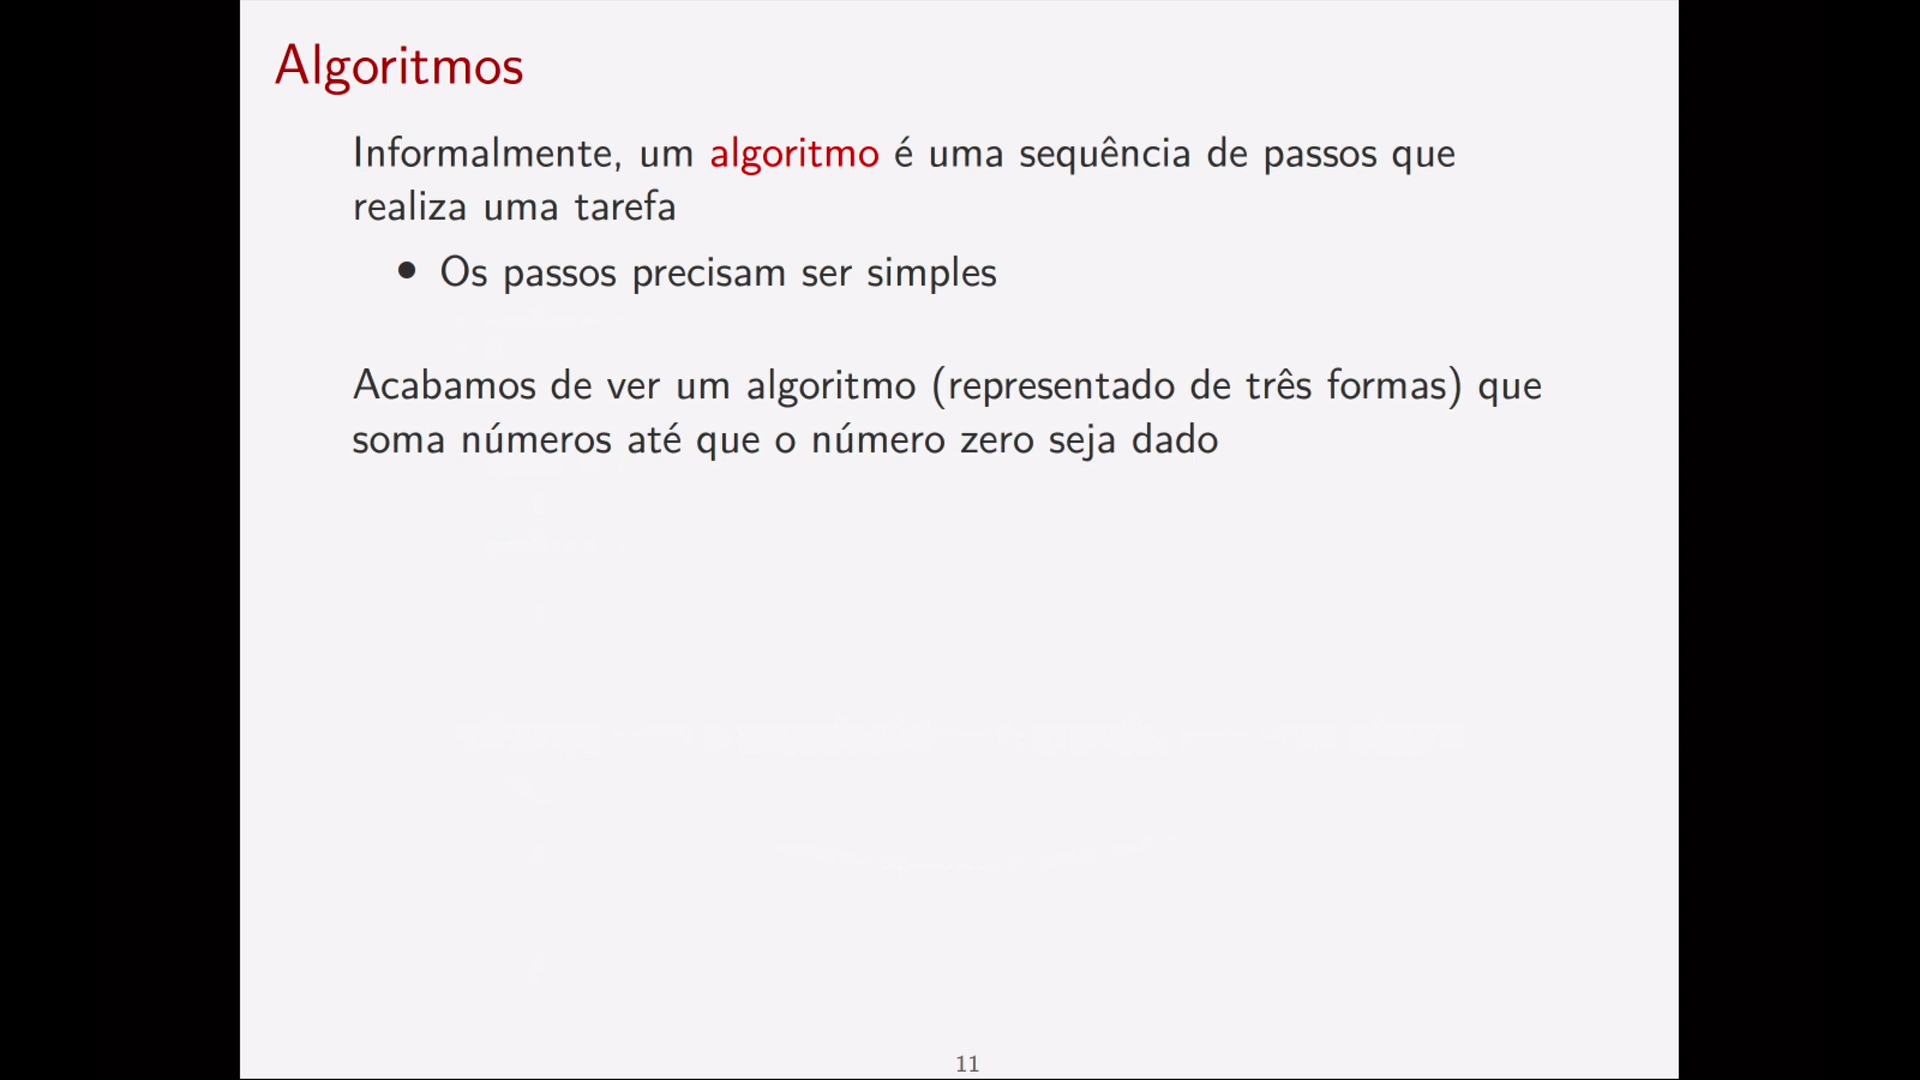 Algoritmos
Informalmente, um algoritmo é uma sequência de passos que
realiza uma tarefa
• Os passos precisam ser simples
Acabamos de ver um algoritmo (representado de três formas) que
soma números até que o número zero seja dado
11